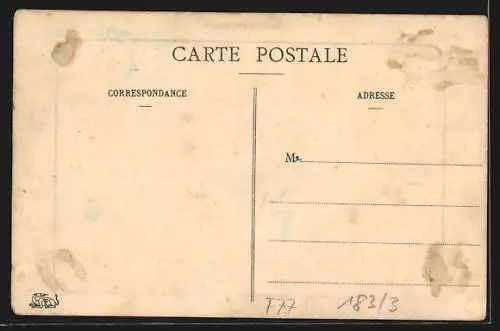 CARTE POSTALE
CORRESPONDANCE
ADRESSE
M
F77 183/3